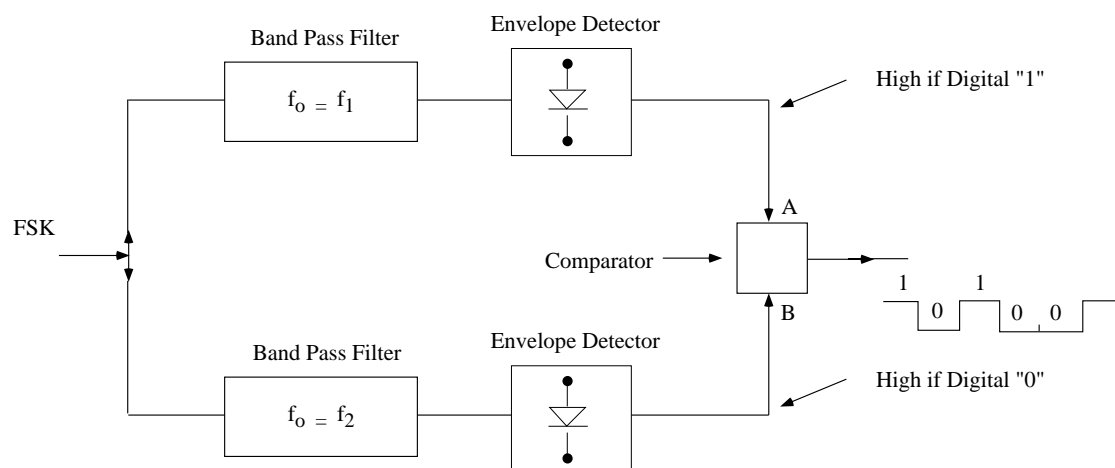 Envelope Detector
Band Pass Filter
High if Digital "1"
fo = f1
FSK
A
Comparator
1 1
0 0 0
B
Envelope Detector
Band Pass Filter
High if Digital "0"
fo = f2